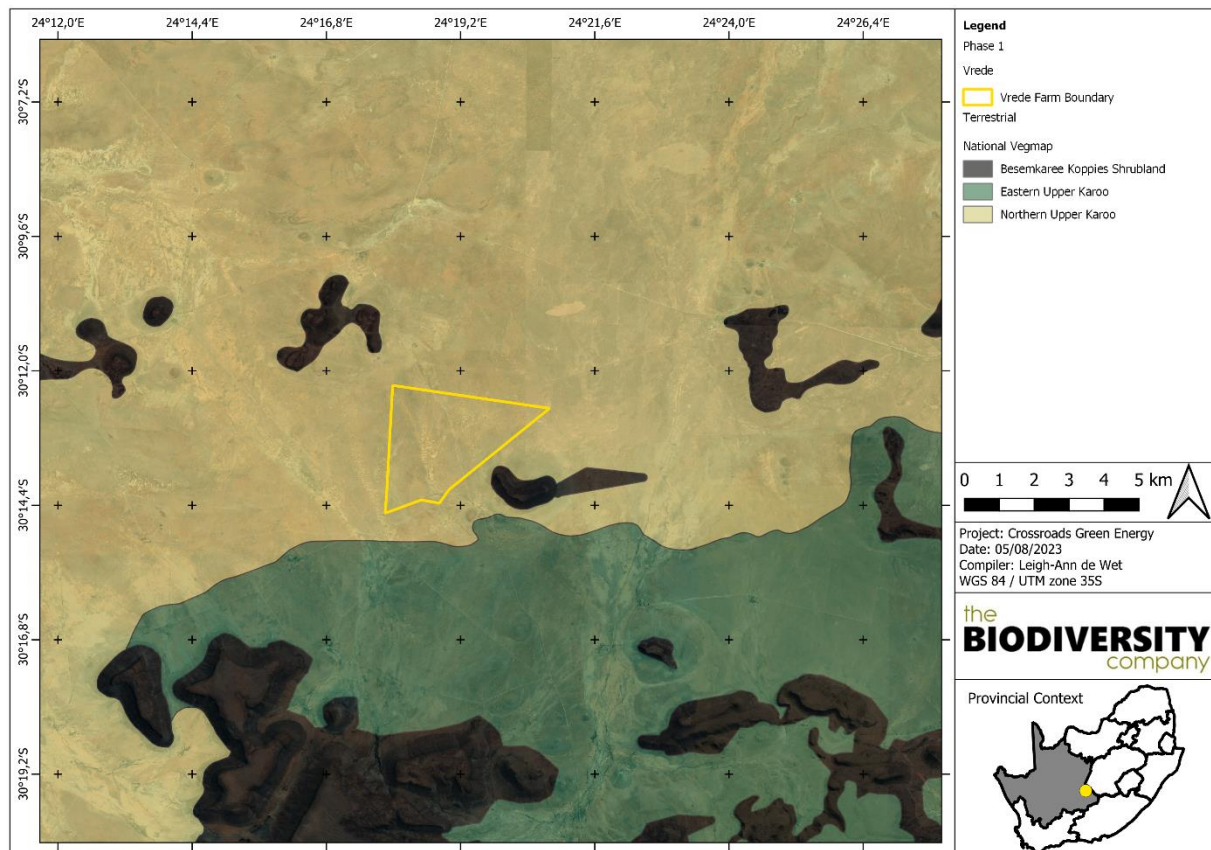 24°12,0'E 24°14,4'E 24°16,8'E 24°19,2'E 24°21,6'E 24°24,0'E 24°26,4'E
30°7,2'S
30°9,6'S
30°12,0'S
30°14,4'S
30°16,8'S
30°19,2'S
Legend
Phase 1
Vrede
Vrede Farm Boundary
Terrestrial
National Vegmap
Besemkaree Koppies Shrubland
Eastern Upper Karoo
Northern Upper Karoo
0 1 2 3 4 5 km
Project: Crossroads Green Energy
Date: 05/08/2023
Compiler: Leigh-Ann de Wet
WGS 84 / UTM zone 35S
the
BIODIVERSITY
company
Provincial Context